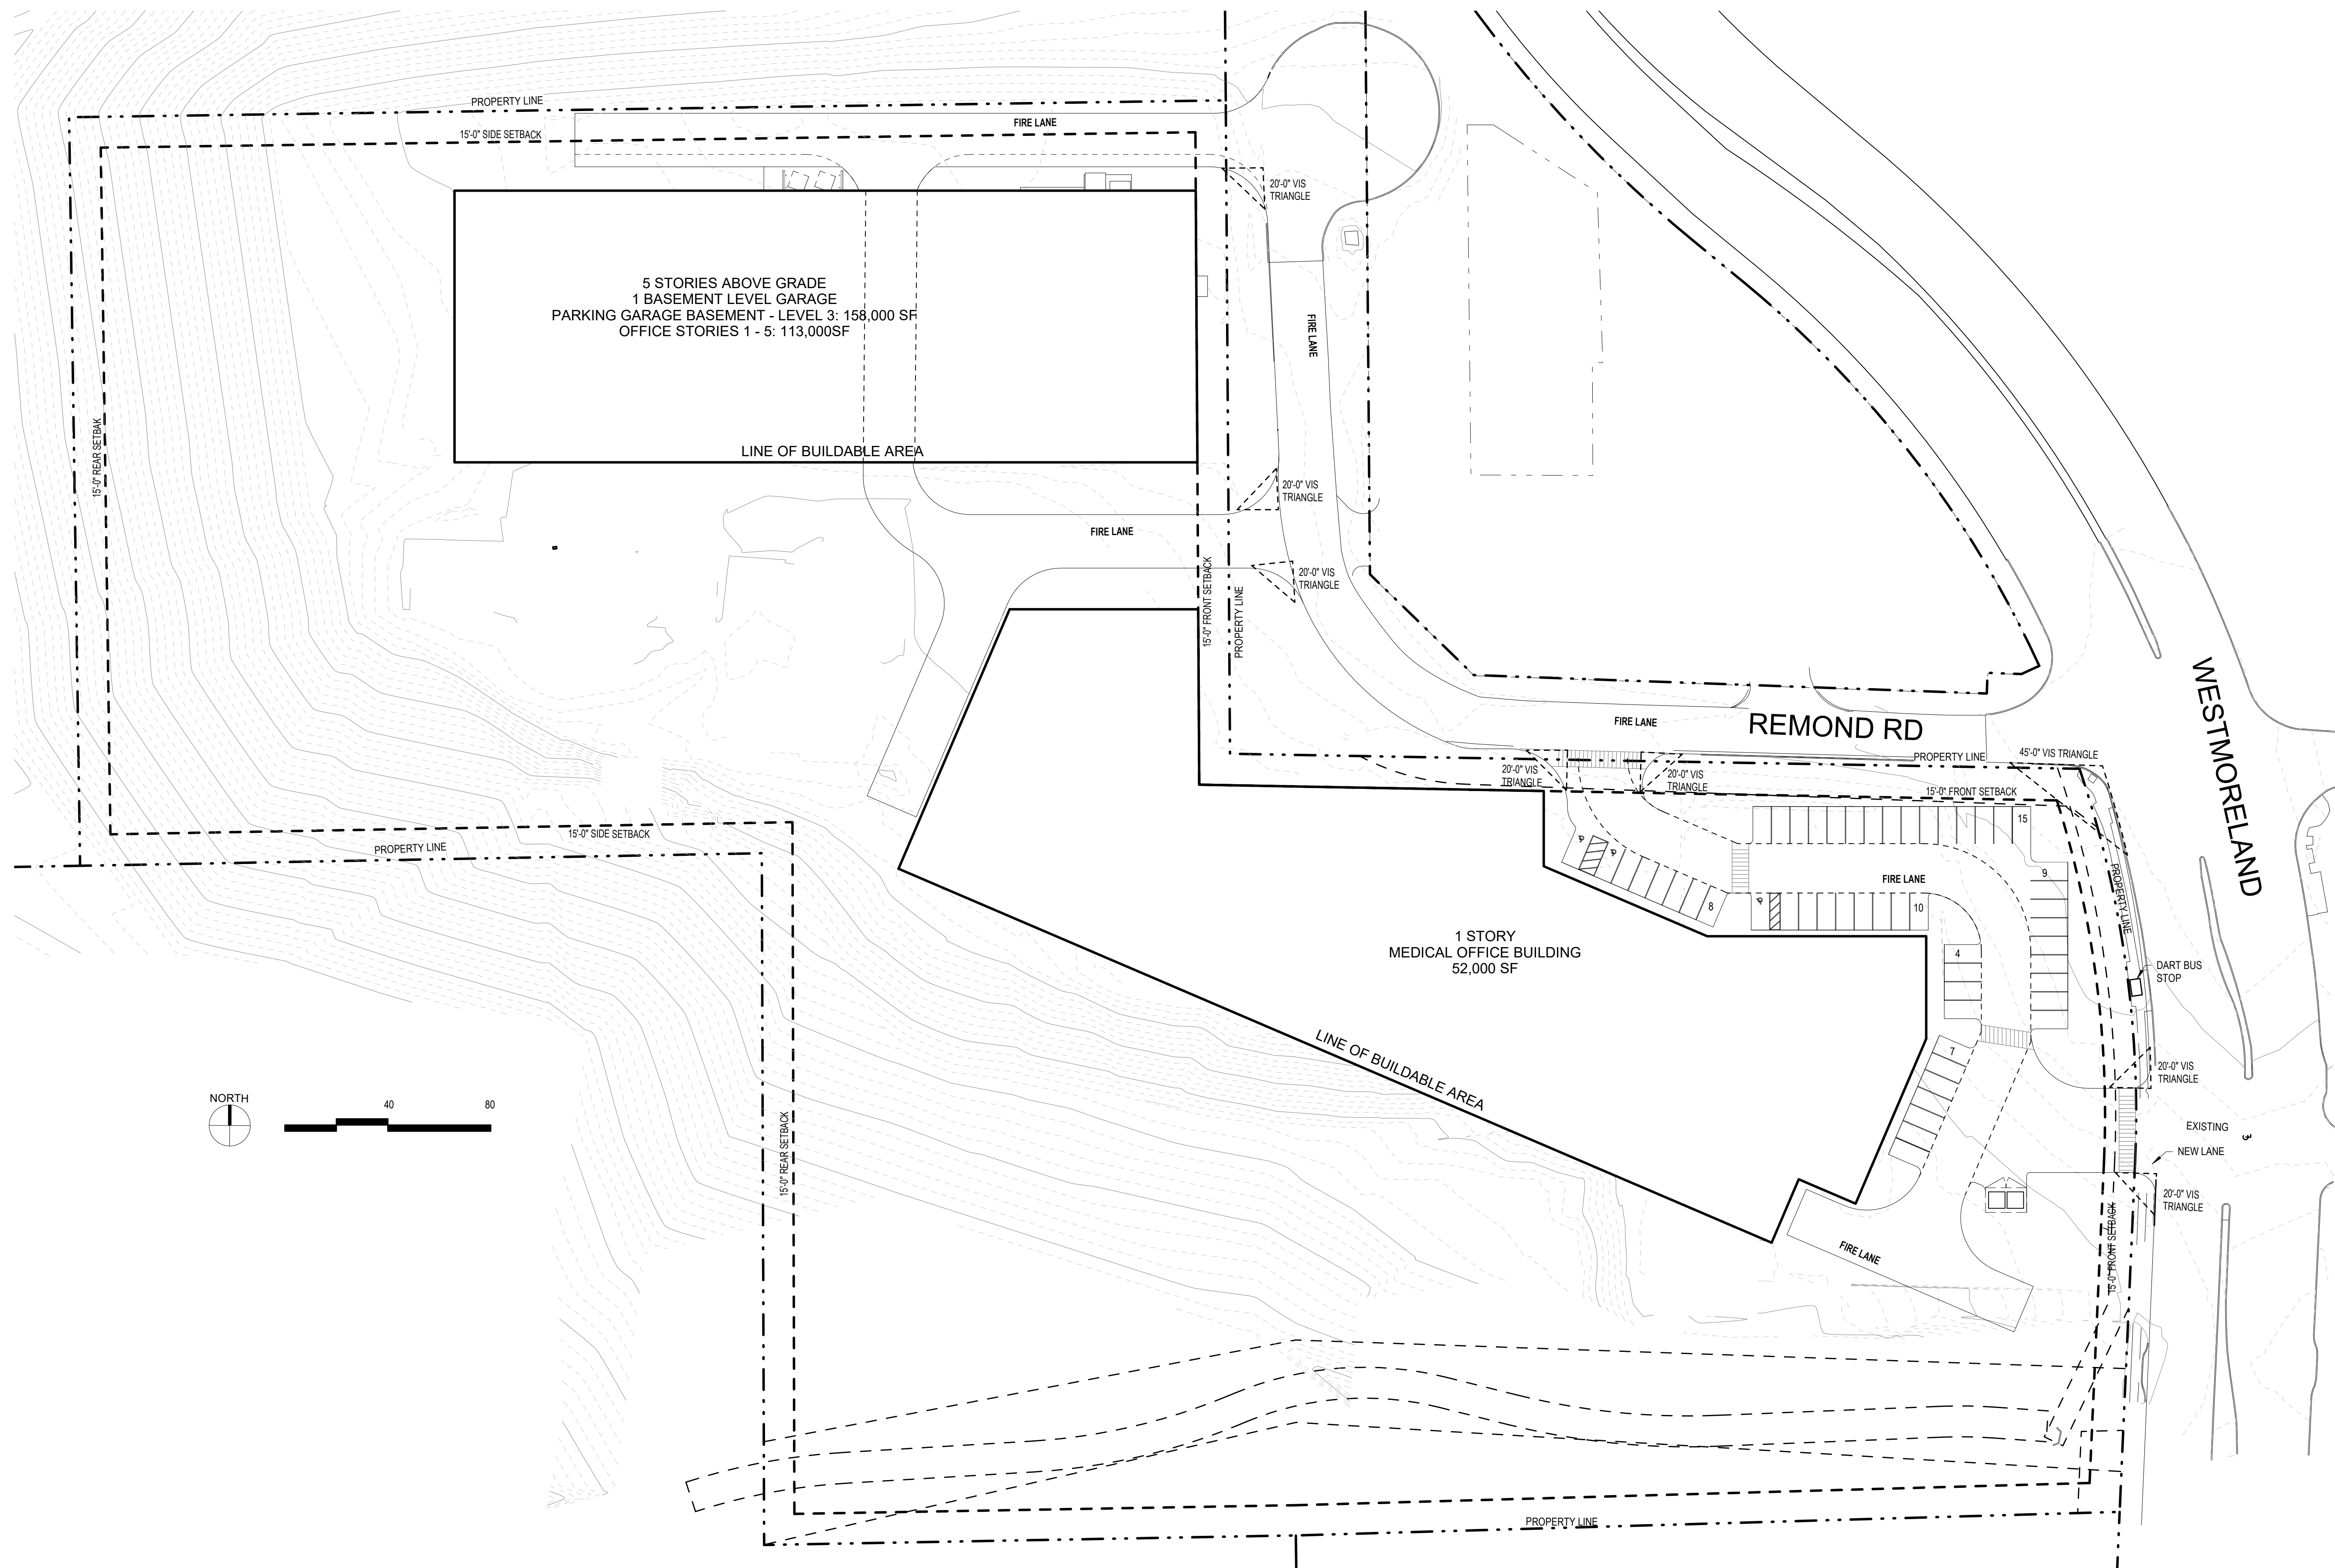 PROPERTY LINE
FIRE LANE
15'-0" SIDE SETBACK
20'-0" VIS
TRIANGLE
5 STORIES ABOVE GRADE
1 BASEMENT LEVEL GARAGE
PARKING GARAGE BASEMENT - LEVEL 3: 158,000 SF
OFFICE STORIES 1 - 5: 113,000SF
FIRE LANE
15'-0" REAR SETBAK
LINE OF BUILDABLE AREA
20'-0" VIS
TRIANGLE
FIRE LANE
20'-0" VIS
TRIANGLE
15'-0" FRONT SETBACK
PROPERTY LINE
WESTMORELAND
FIRE LANE
REMOND RD
PROPERTY LINE
45'-0" VIS TRIANGLE
20'-0" VIS
TRIANGLE
20'-0" VIS
TRIANGLE
15'-0" FRONT SETBACK
15
15'-0" SIDE SETBACK
PROPERTY LINE
9
FIRE LANE
PROPERTY LINE
8
10
1 STORY
MEDICAL OFFICE BUILDING
52,000 SF
4
DART BUS
STOP
LINE OF BUILDABLE AREA
7
20'-0" VIS
TRIANGLE
NORTH
40
80
15'-0" REAR SETBACK
EXISTING
NEW LANE
20'-0" VIS
TRIANGLE
FIRE LANE
15'-0" FRONT SETBACK
PROPERTY LINE